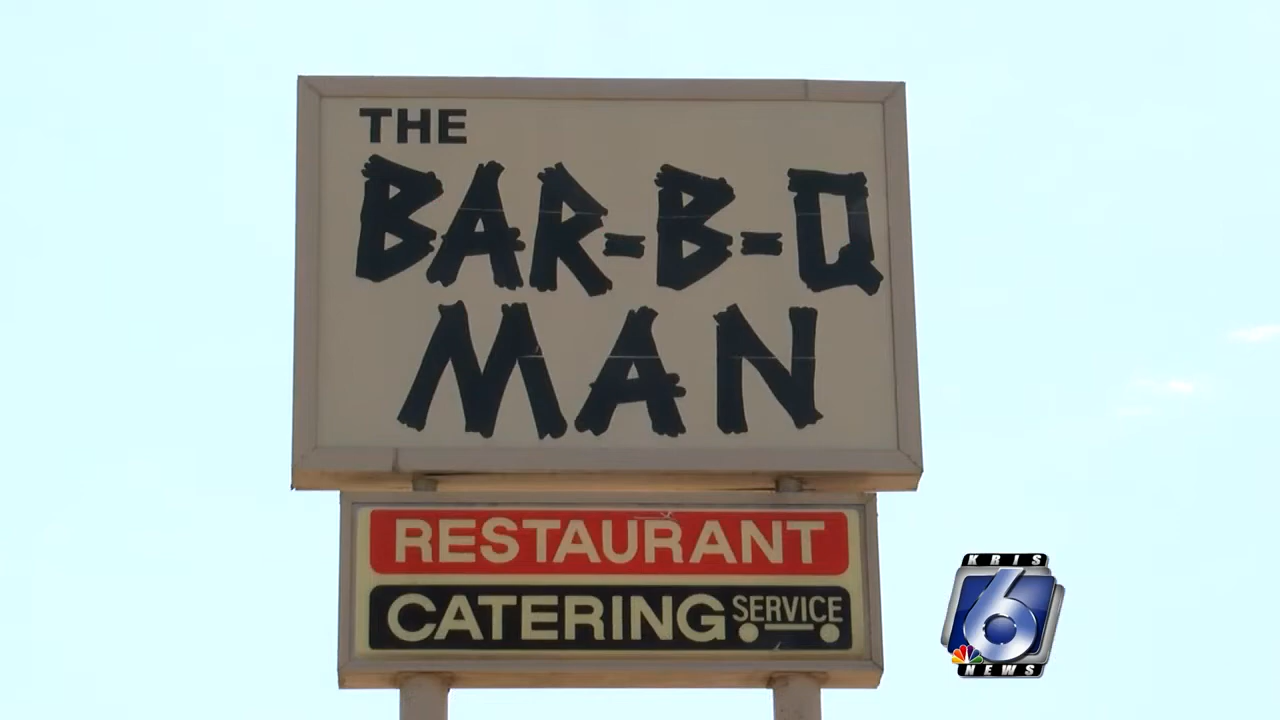 THE
BAR-B-Q
MAN
RESTAURANT
CATERING SERVICE
KRIS
6
NEWS